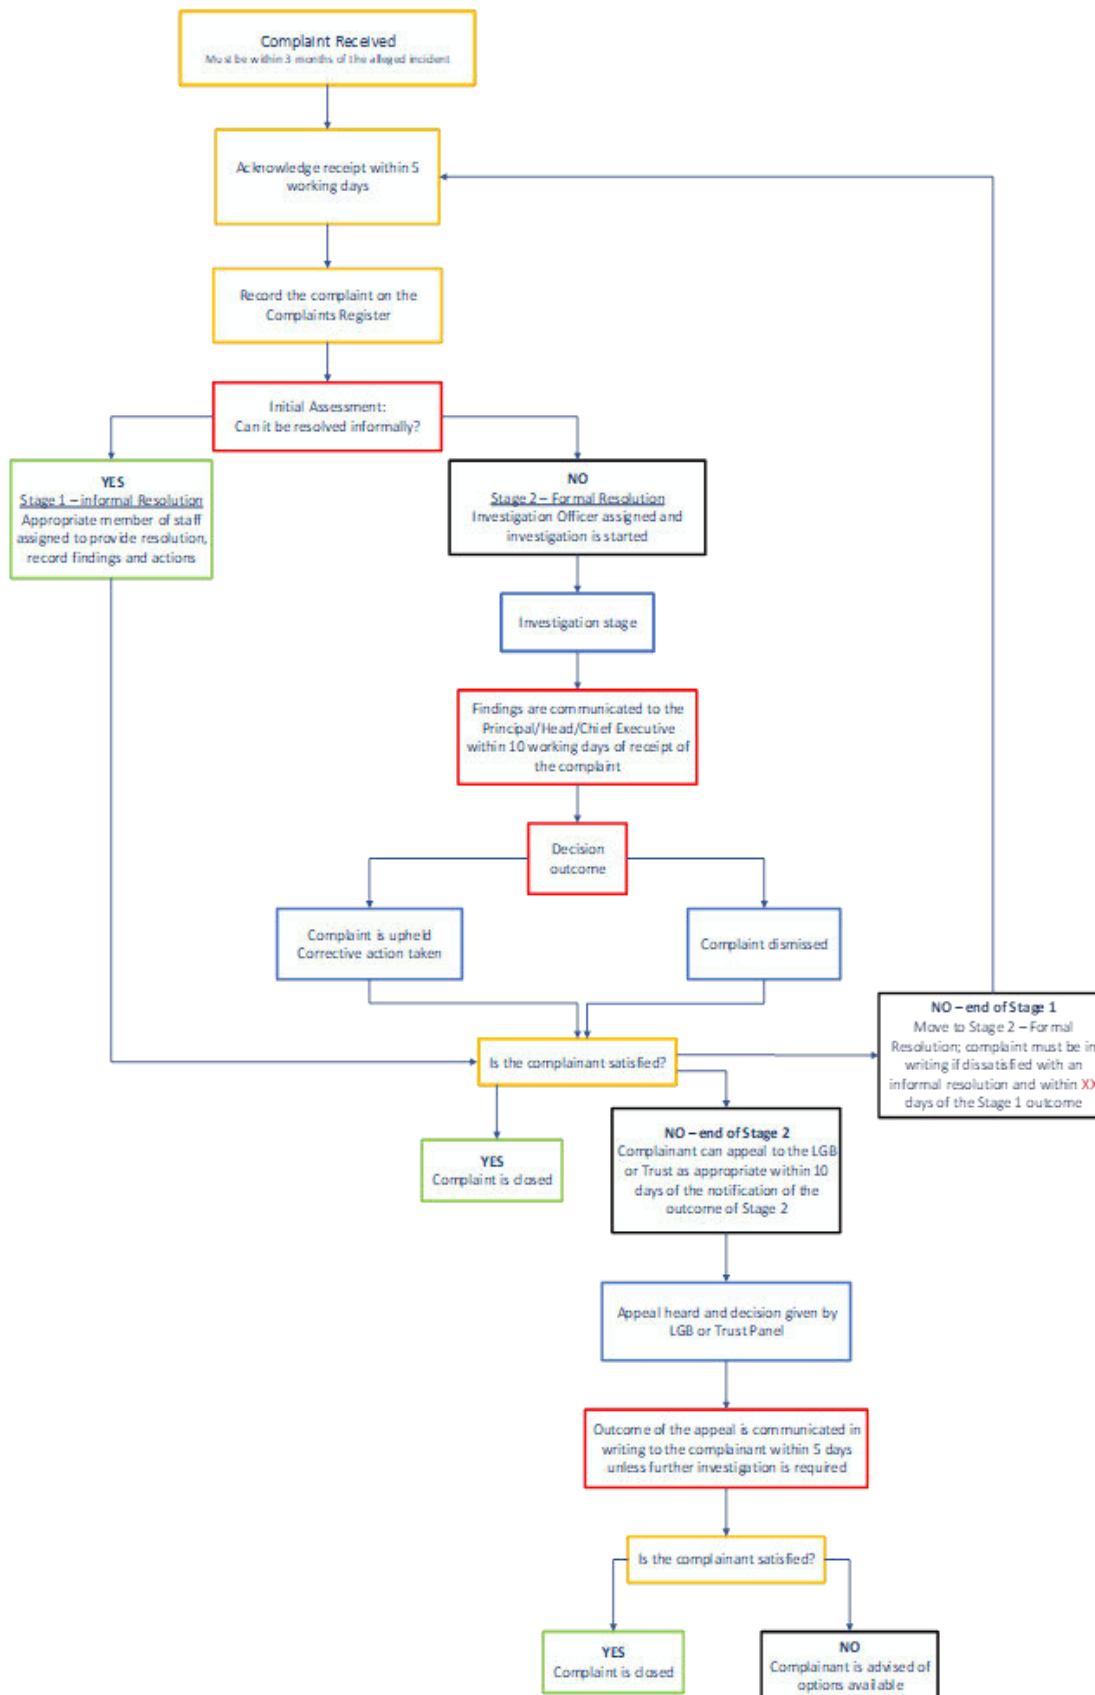 Complaint Received
Must be within 3 months of the alleged incident
Acknowledge receipt within 5
working days
Record the complaint on the
Complaints Register
Initial Assessment:
Can it be resolved informally?
YES
Stage 1 – informal Resolution
Appropriate member of staff
assigned to provide resolution,
record findings and actions
NO
Stage 2 – Formal Resolution
Investigation Officer assigned and
investigation is started
Investigation stage
Findings are communicated to the
Principal/Head/Chief Executive
within 10 working days of receipt of
the complaint
Decision
outcome
Complaint is upheld
Corrective action taken
Complaint dismissed
NO – end of Stage 1
Move to Stage 2 – Formal
Resolution; complaint must be in
writing if dissatisfied with an
informal resolution and within XX
days of the Stage 1 outcome
Is the complainant satisfied?
YES
Complaint is closed
NO – end of Stage 2
Complainant can appeal to the LGB
or Trust as appropriate within 10
days of the notification of the
outcome of Stage 2
Appeal heard and decision given by
LGB or Trust Panel
Outcome of the appeal is communicated in
writing to the complainant within 5 days
unless further investigation is required
Is the complainant satisfied?
YES
Complaint is closed
NO
Complainant is advised of
options available